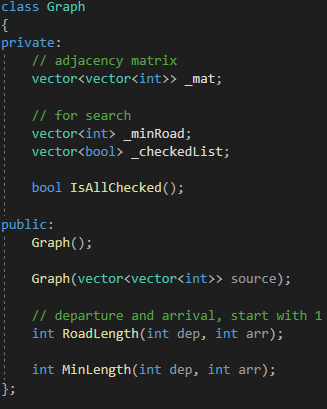 class Graph
{
private:
    // adjacency matrix
    vector<vector<int>> _mat;

    // for search
    vector<int> _minRoad;
    vector<bool> _checkedList;

    bool IsAllChecked();

public:
    Graph();

    Graph(vector<vector<int>> source);

    // departure and arrival, start with 1
    int RoadLength(int dep, int arr);

    int MinLength(int dep, int arr);
};